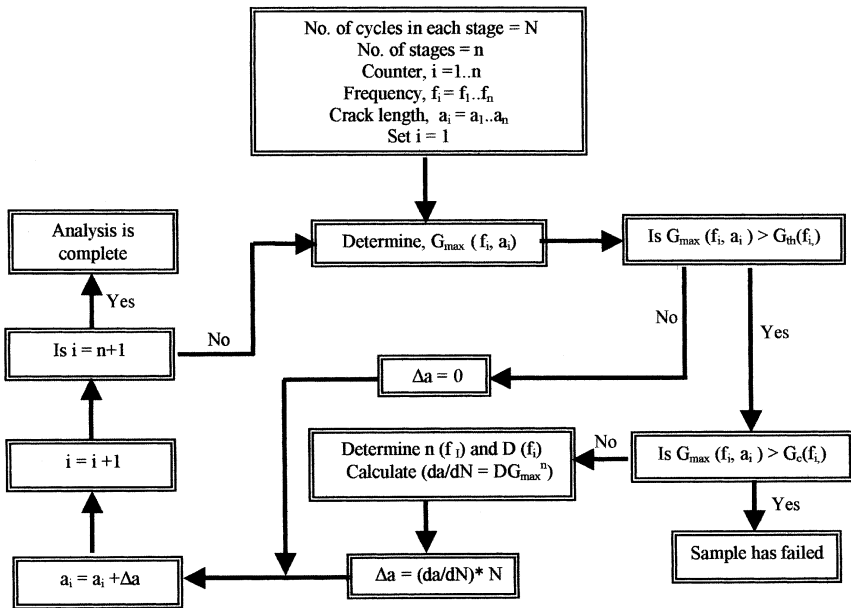 No. of cycles in each stage = N
No. of stages = n
Counter, i =1..n
Frequency, fᵢ = f₁..fₙ
Crack length, aᵢ = a₁..aₙ
Set i = 1
Analysis is
complete
Determine, Gₘₐₓ ( fᵢ, aᵢ)
Is Gₘₐₓ (fᵢ, aᵢ ) > Gₜₕ(fᵢ,)
Yes
No
No
Yes
Is i = n+1
Δa = 0
Determine n (f_I) and D (fᵢ)
Calculate (da/dN = DGₘₐₓⁿ)
No
Is Gₘₐₓ (fᵢ, aᵢ ) > G_c(fᵢ,)
i = i +1
Yes
aᵢ = aᵢ +Δa
Δa = (da/dN)* N
Sample has failed